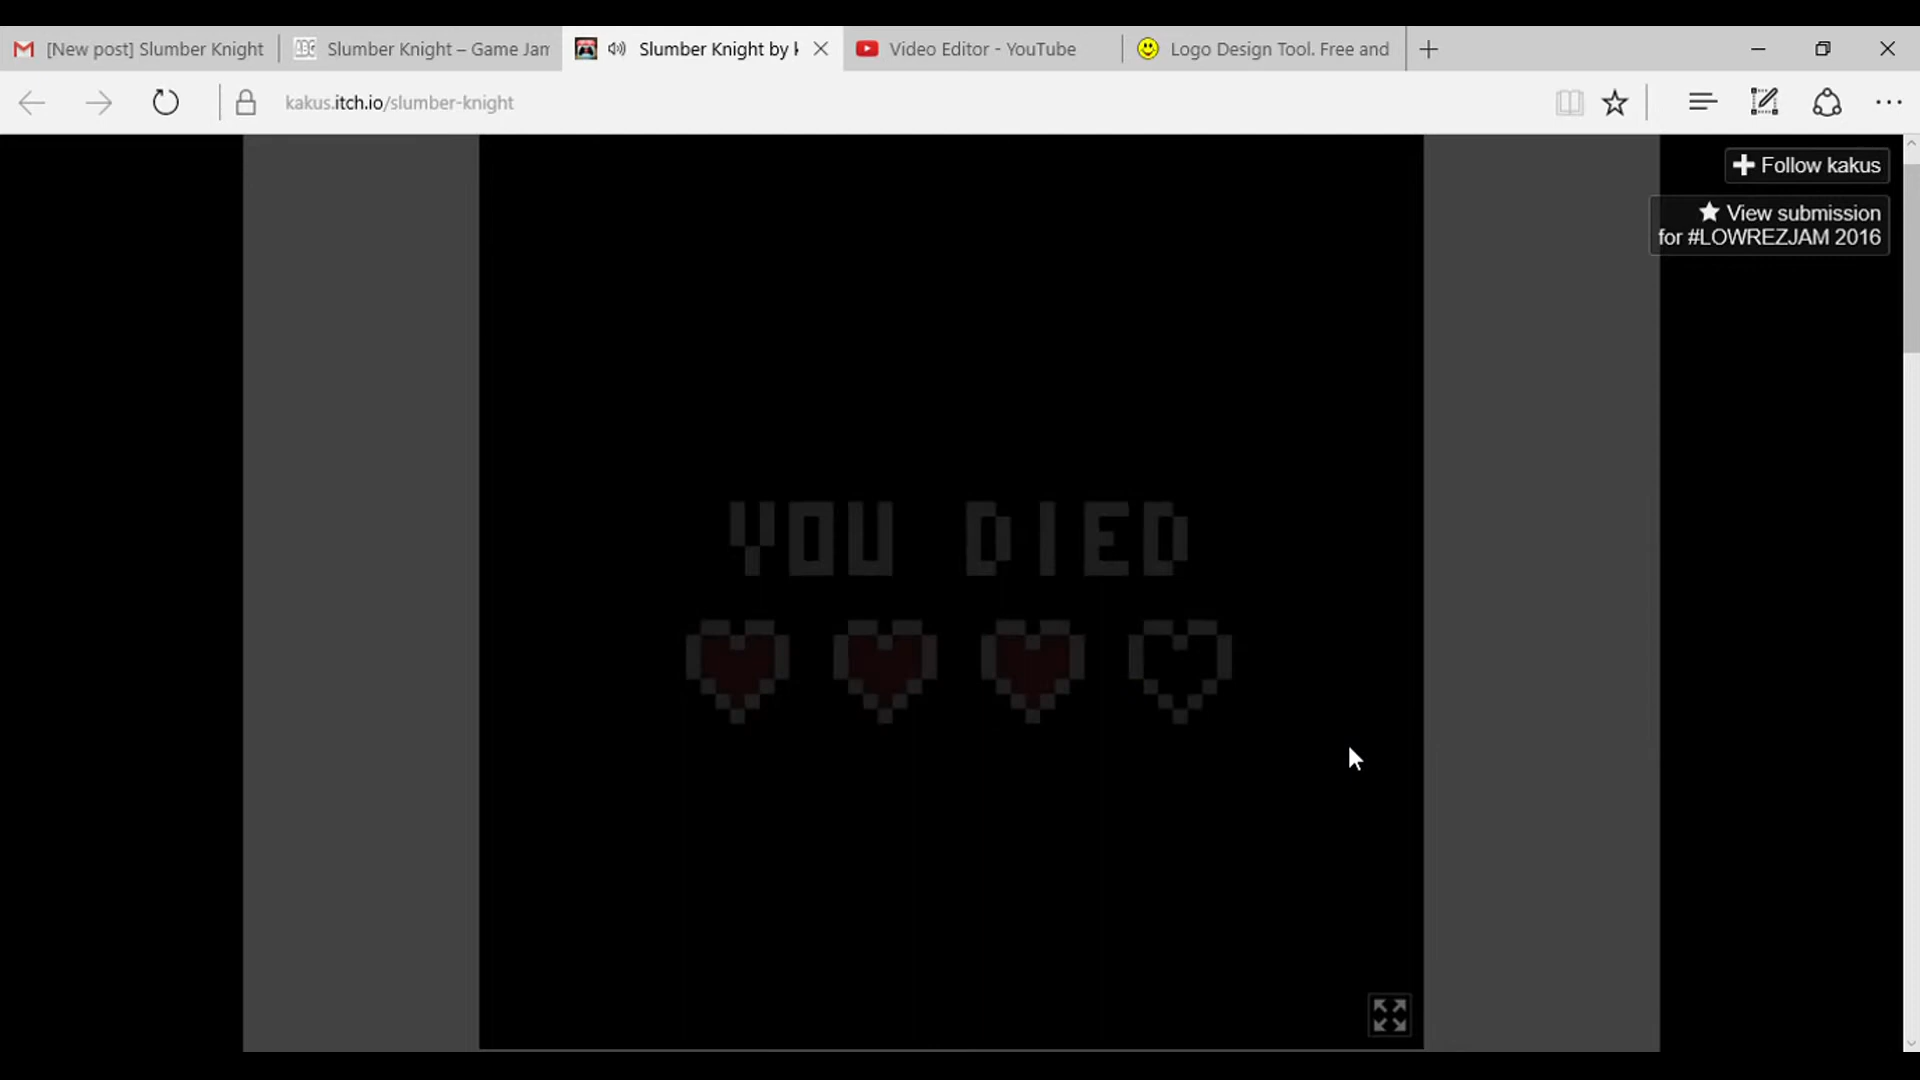 [New post] Slumber Knight
Slumber Knight – Game Jam
Slumber Knight by k
Video Editor - YouTube
Logo Design Tool. Free and
kakus.itch.io/slumber-knight
Follow kakus
View submission
for #LOWREZJAM 2016
YOU DIED